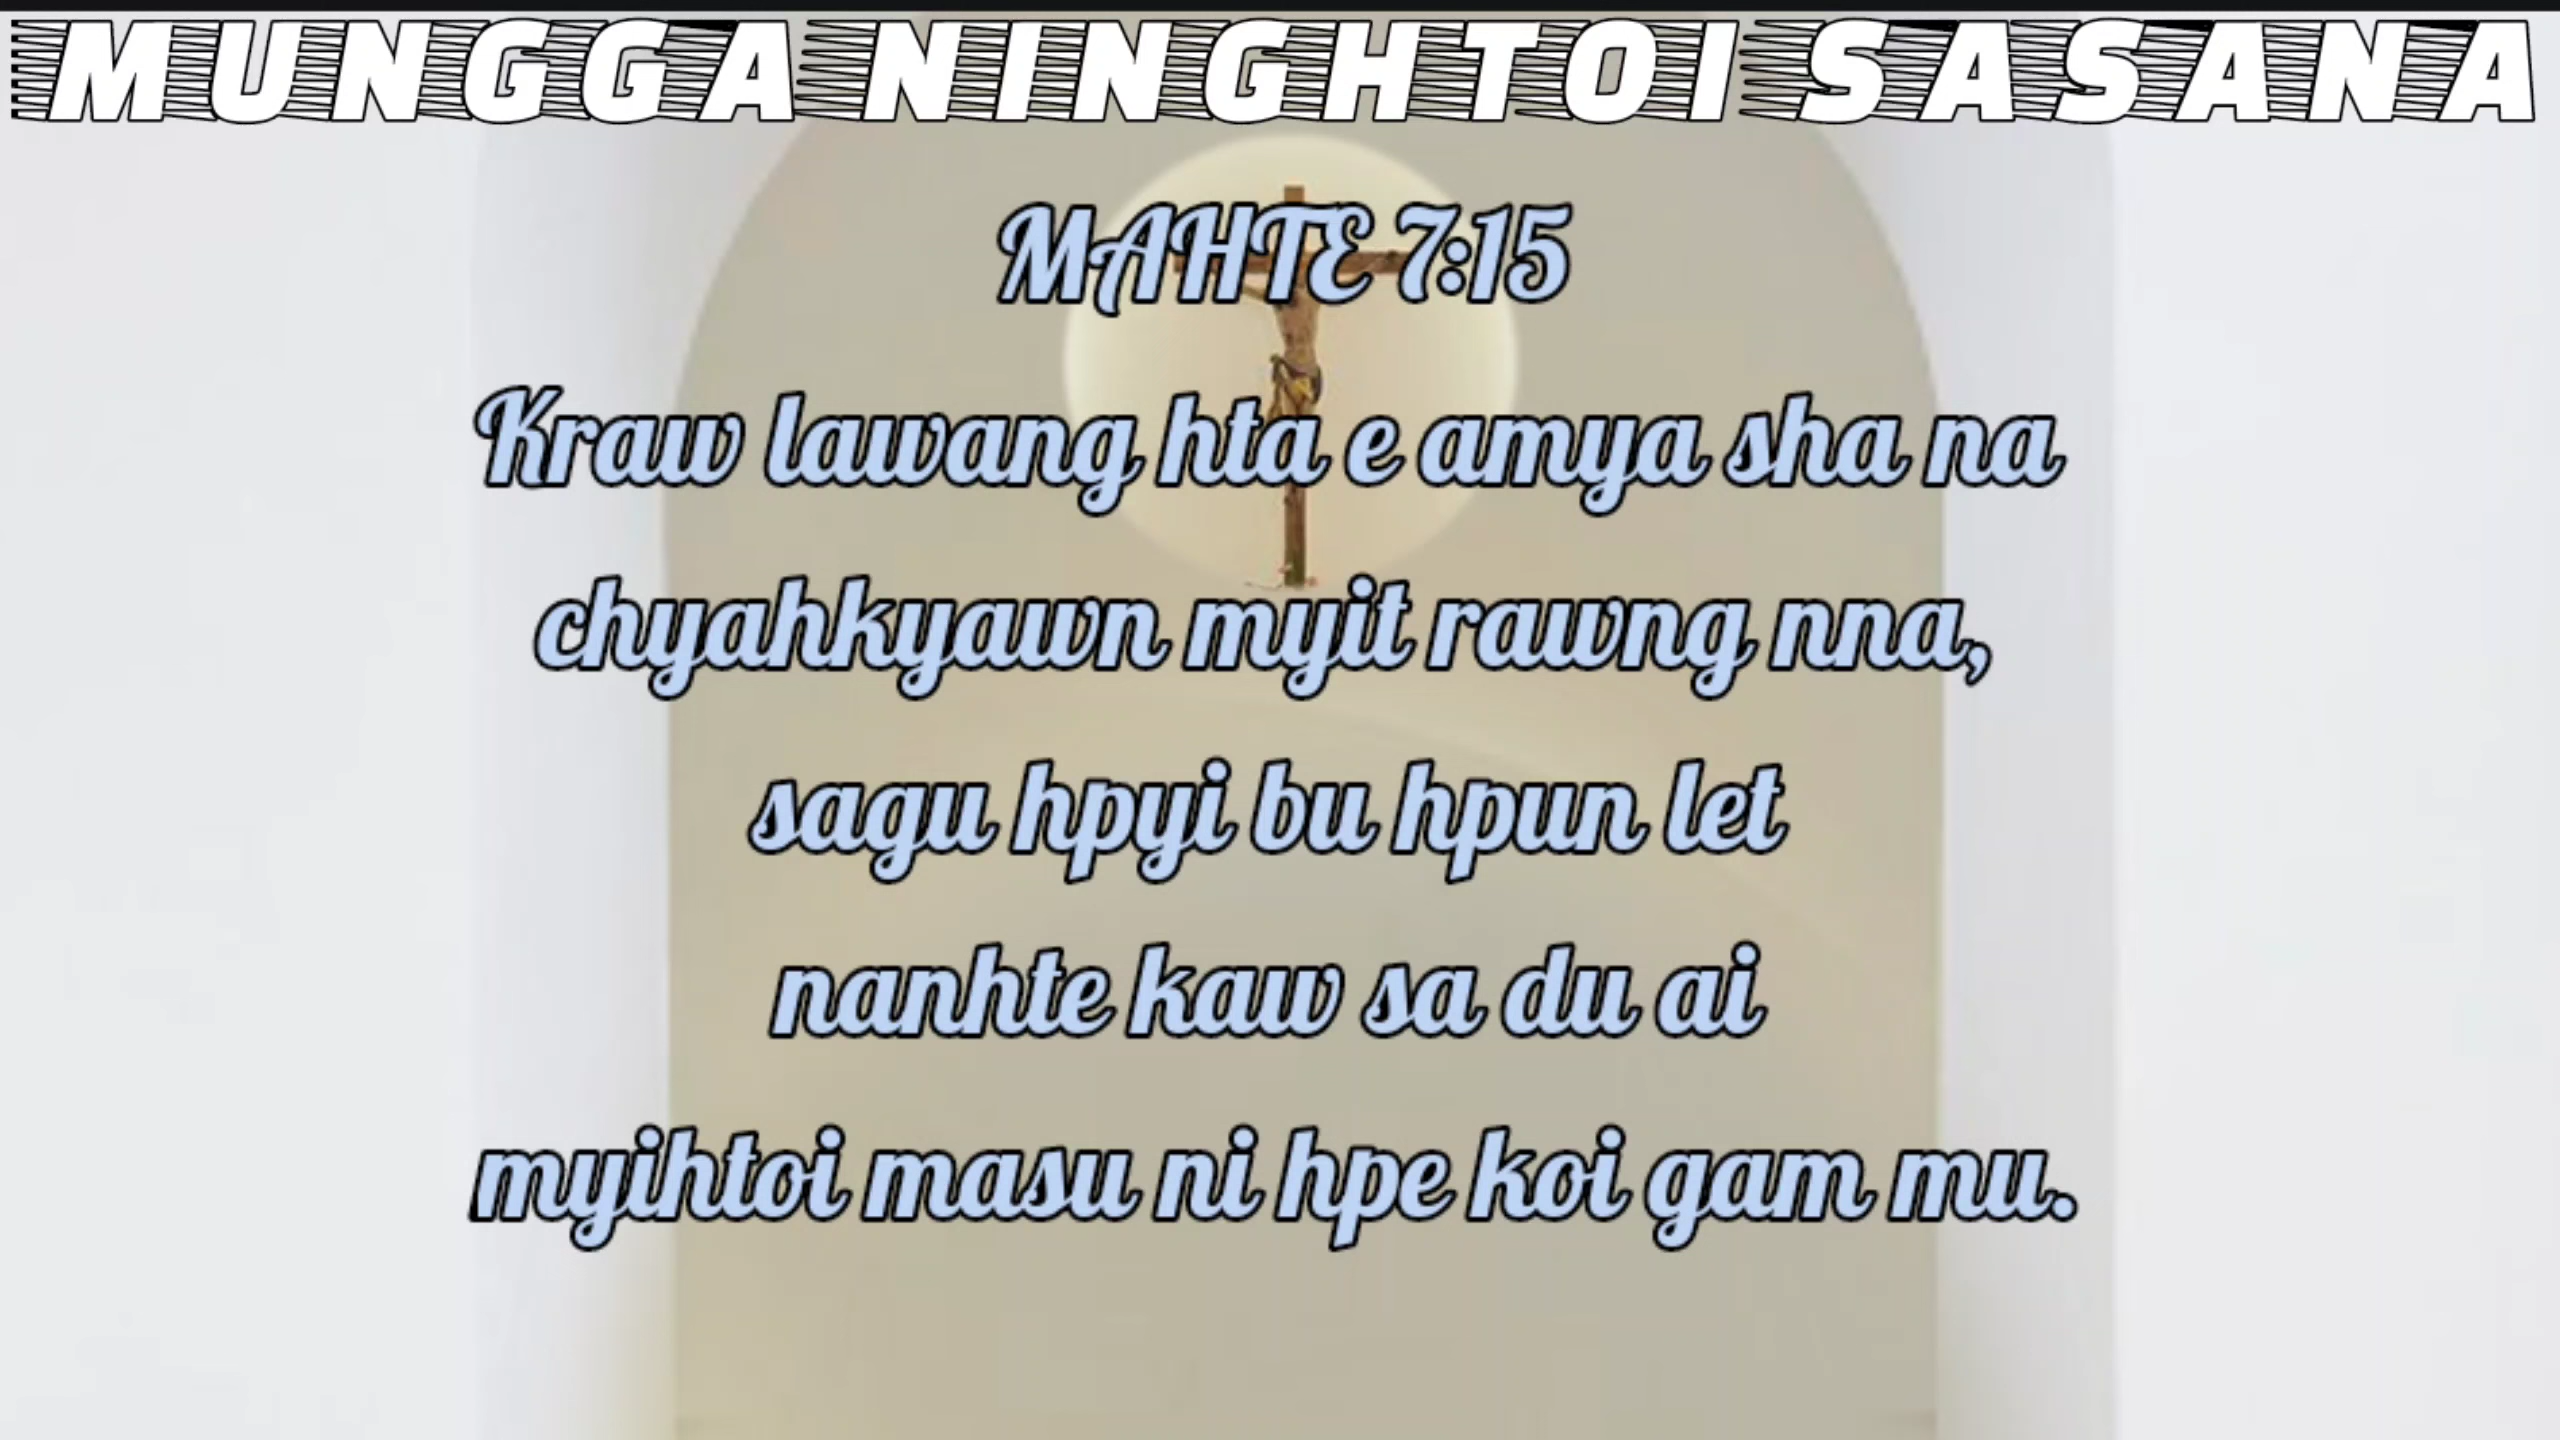 MUNGGA NINGHTOI SASANA
MAHTE 7:15
Kraw lawang hta e amya sha na
chyahkyawn myit rawng nna,
sagu hpyi bu hpun let
nanhte kaw sa du ai
myihtoi masu ni hpe koi gam mu.